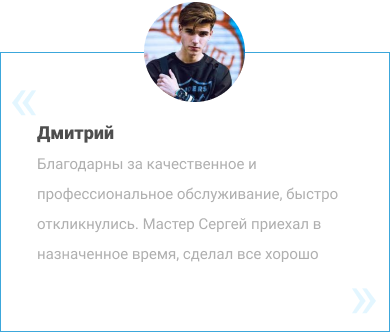 «
Дмитрий
Благодарны за качественное и
профессиональное обслуживание, быстро
откликнулись. Мастер Сергей приехал в
назначенное время, сделал все хорошо
»